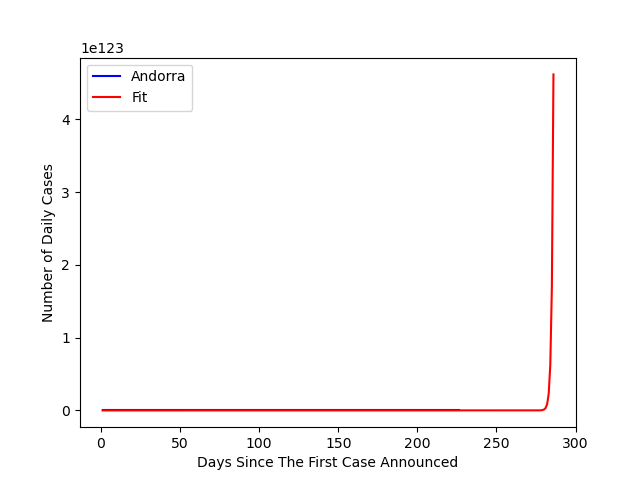 1e123
Andorra
Fit
Number of Daily Cases
4
3
2
1
0
0 50 100 150 200 250 300
Days Since The First Case Announced